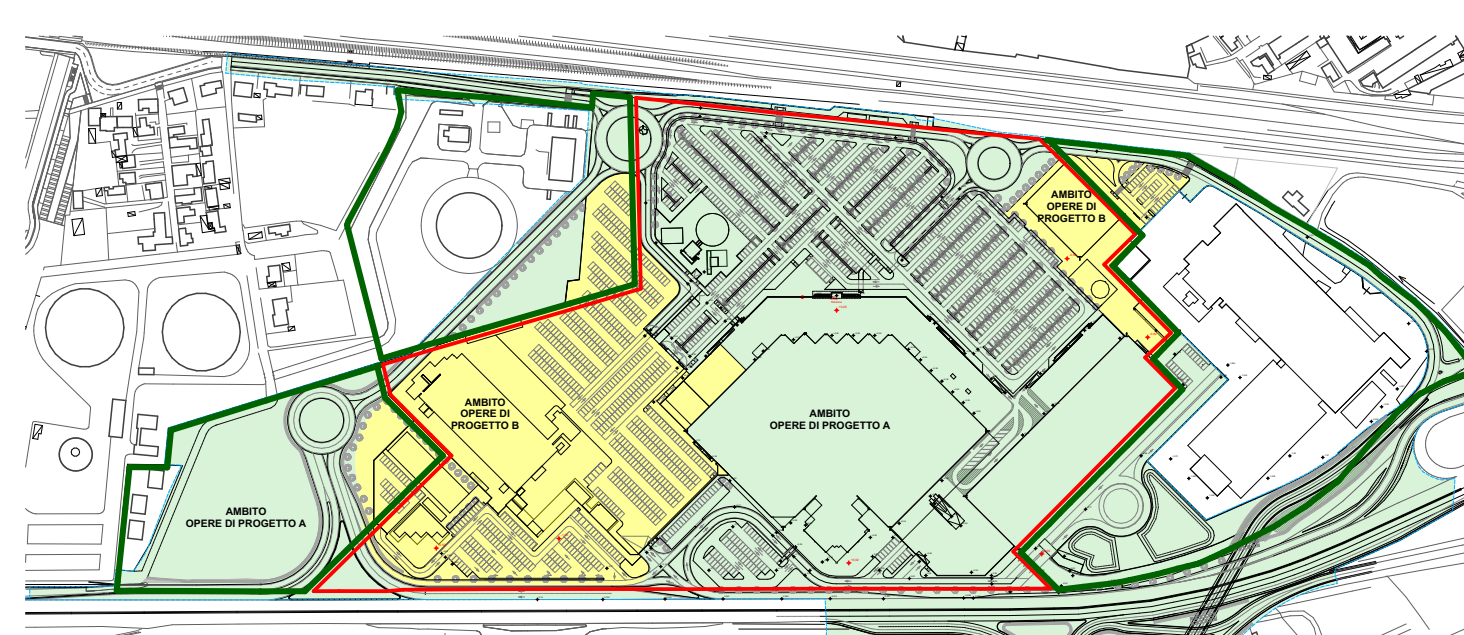 AMBITO
OPERE DI
PROGETTO B
AMBITO
OPERE DI
PROGETTO B
AMBITO
OPERE DI PROGETTO A
AMBITO
OPERE DI PROGETTO A